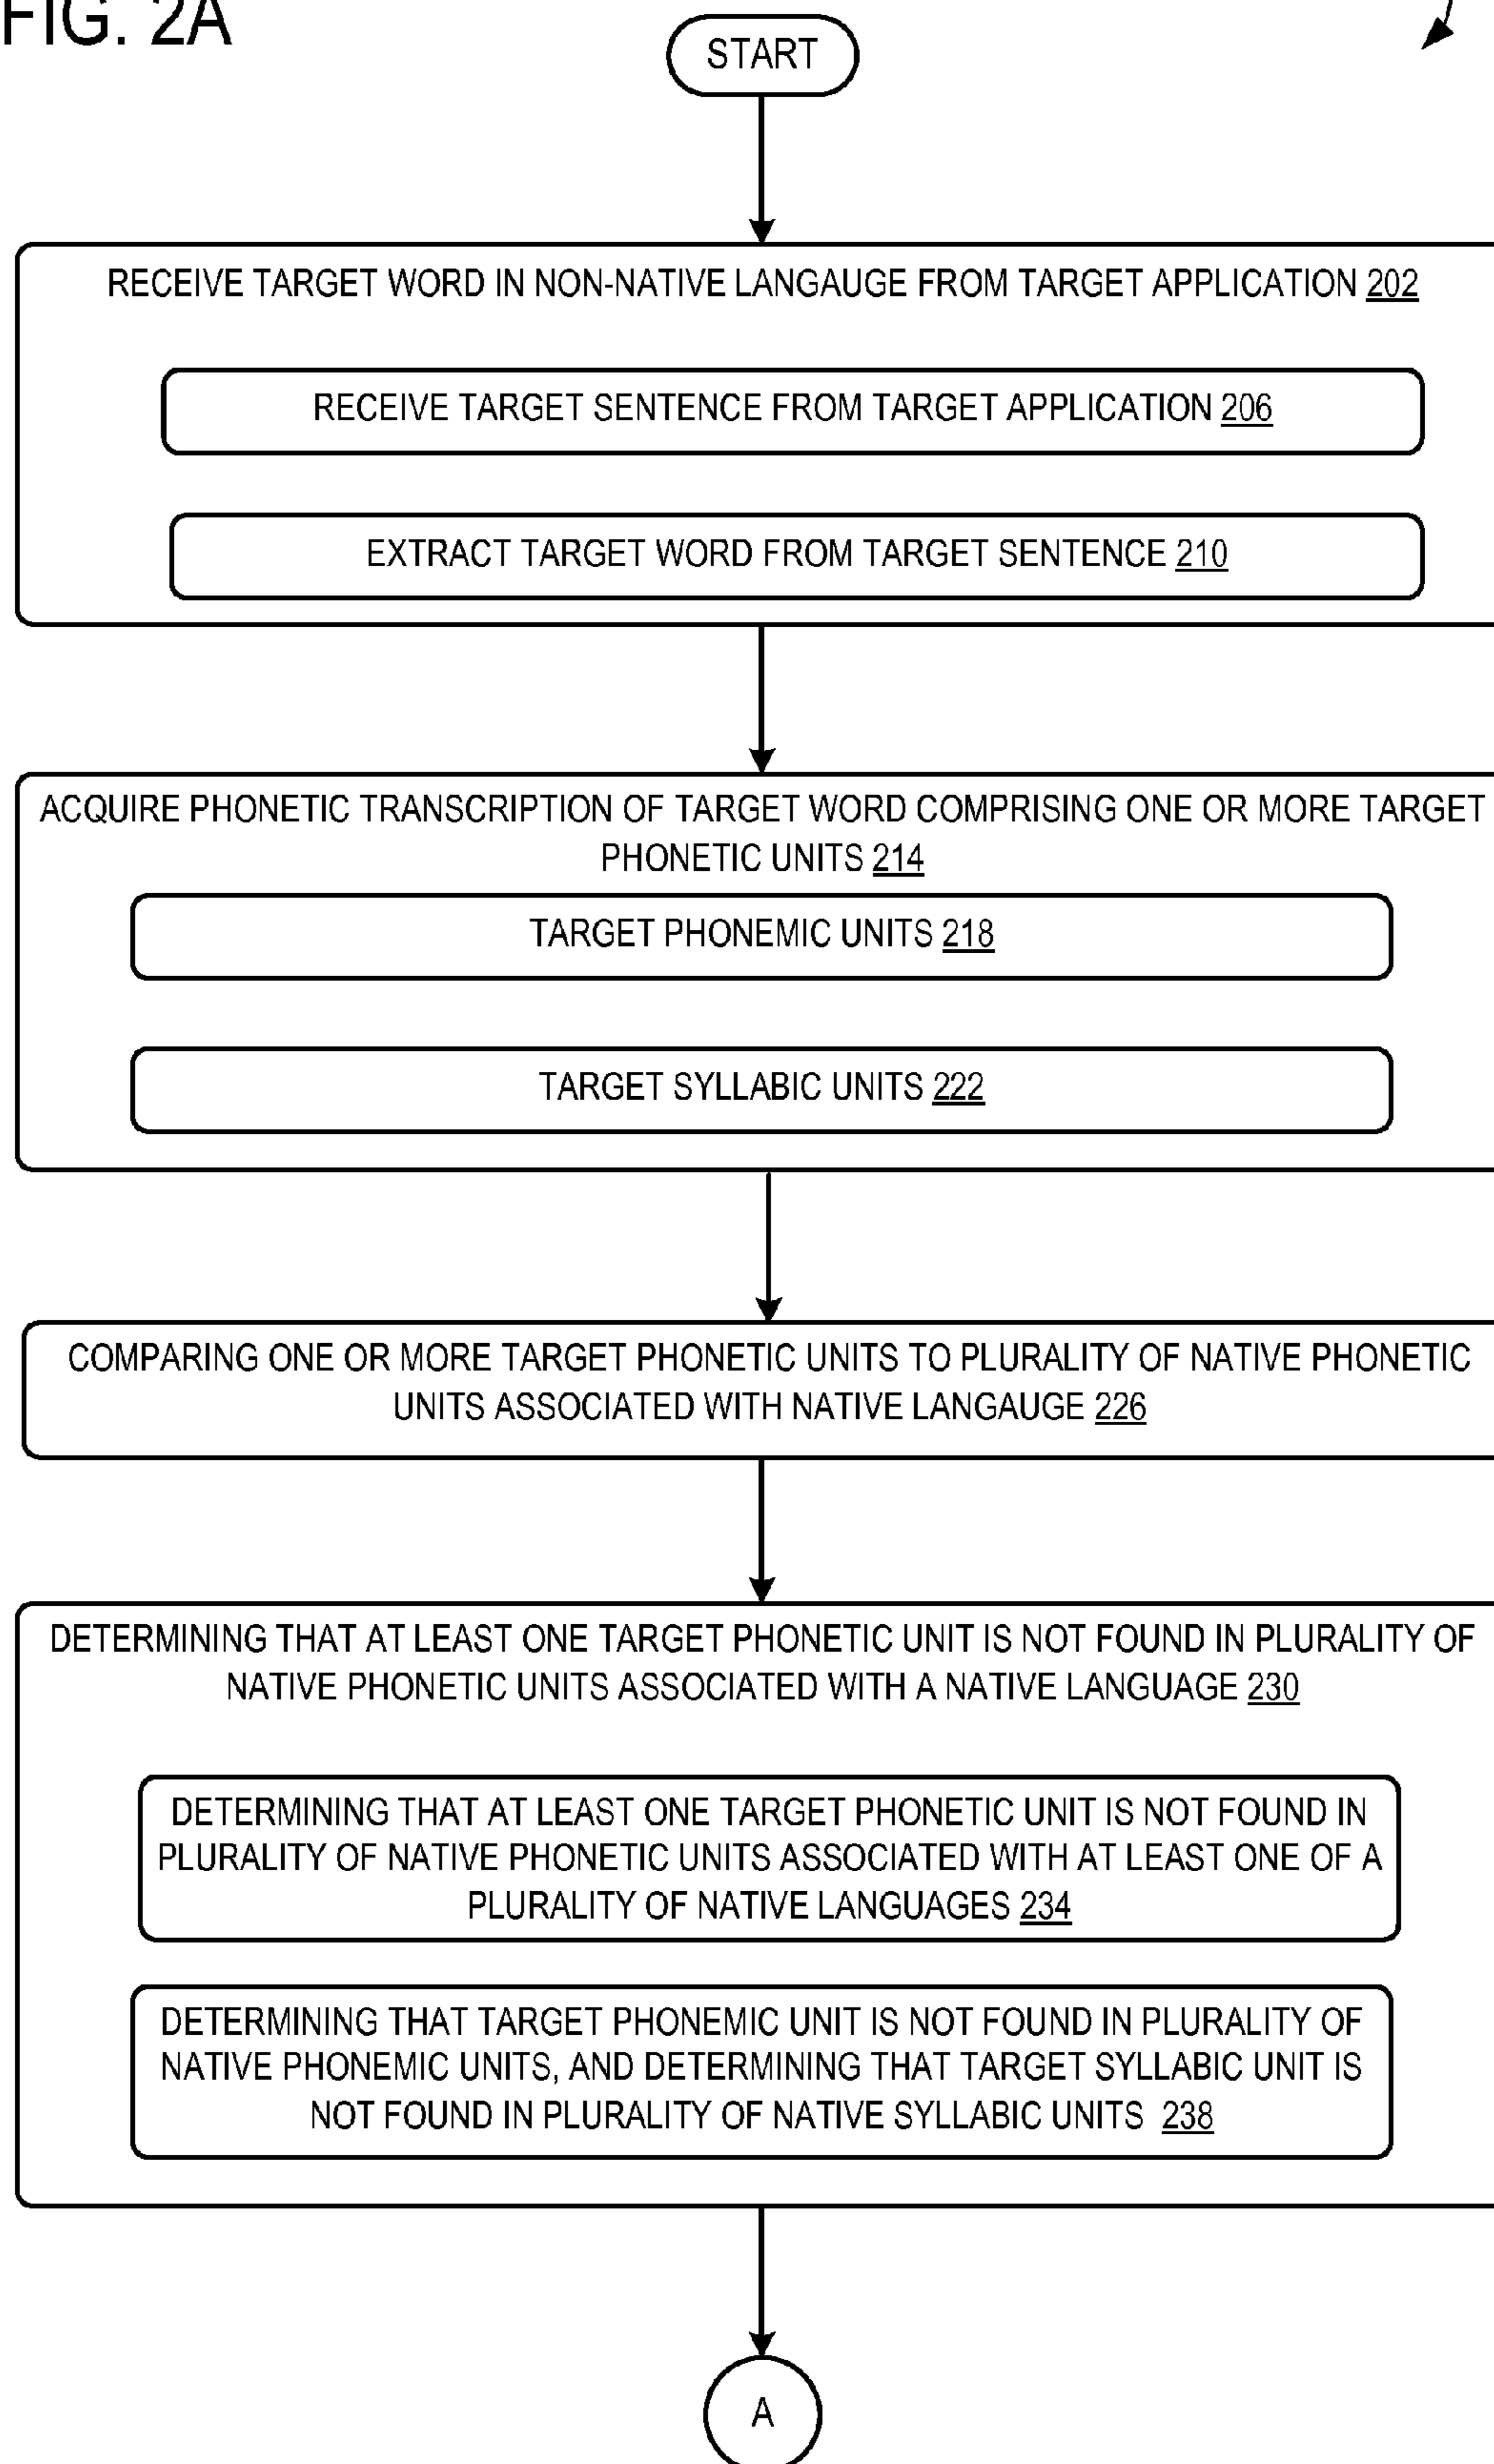 FIG. 2A
START
RECEIVE TARGET WORD IN NON-NATIVE LANGAUGE FROM TARGET APPLICATION 202
RECEIVE TARGET SENTENCE FROM TARGET APPLICATION 206
EXTRACT TARGET WORD FROM TARGET SENTENCE 210
ACQUIRE PHONETIC TRANSCRIPTION OF TARGET WORD COMPRISING ONE OR MORE TARGET
PHONETIC UNITS 214
TARGET PHONEMIC UNITS 218
TARGET SYLLABIC UNITS 222
COMPARING ONE OR MORE TARGET PHONETIC UNITS TO PLURALITY OF NATIVE PHONETIC
UNITS ASSOCIATED WITH NATIVE LANGAUGE 226
DETERMINING THAT AT LEAST ONE TARGET PHONETIC UNIT IS NOT FOUND IN PLURALITY OF
NATIVE PHONETIC UNITS ASSOCIATED WITH A NATIVE LANGUAGE 230
DETERMINING THAT AT LEAST ONE TARGET PHONETIC UNIT IS NOT FOUND IN
PLURALITY OF NATIVE PHONETIC UNITS ASSOCIATED WITH AT LEAST ONE OF A
PLURALITY OF NATIVE LANGUAGES 234
DETERMINING THAT TARGET PHONEMIC UNIT IS NOT FOUND IN PLURALITY OF
NATIVE PHONEMIC UNITS, AND DETERMINING THAT TARGET SYLLABIC UNIT IS
NOT FOUND IN PLURALITY OF NATIVE SYLLABIC UNITS 238
A